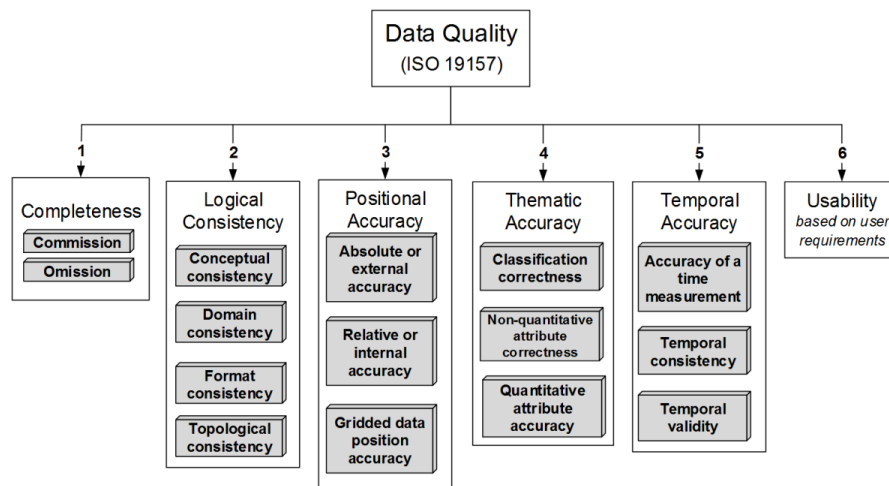 Data Quality
(ISO 19157)
1
2
3
4
5
6
Completeness
Commission
Omission
Logical
Consistency
Conceptual
consistency
Domain
consistency
Format
consistency
Topological
consistency
Positional
Accuracy
Absolute or
external accuracy
Relative or
internal accuracy
Gridded data
position
accuracy
Thematic
Accuracy
Classification
correctness
Non-quantitative
attribute
correctness
Quantitative
attribute
accuracy
Temporal
Accuracy
Accuracy of a
time
measurement
Temporal
consistency
Temporal
validity
Usability
based on user
requirements